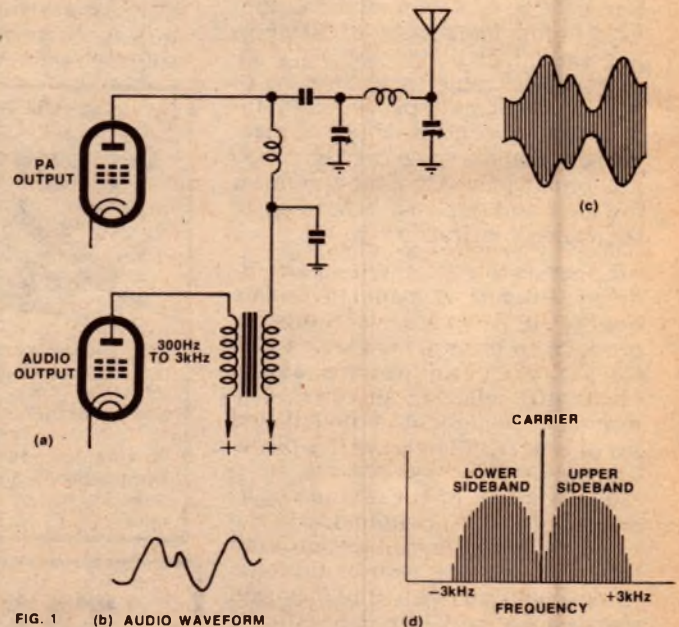 PA
OUTPUT
(c)
AUDIO
OUTPUT
300Hz
TO 3kHz
(a)
+ +
CARRIER
LOWER
SIDEBAND
UPPER
SIDEBAND
−3kHz
+3kHz
FREQUENCY
FIG. 1
(b) AUDIO WAVEFORM
(d)